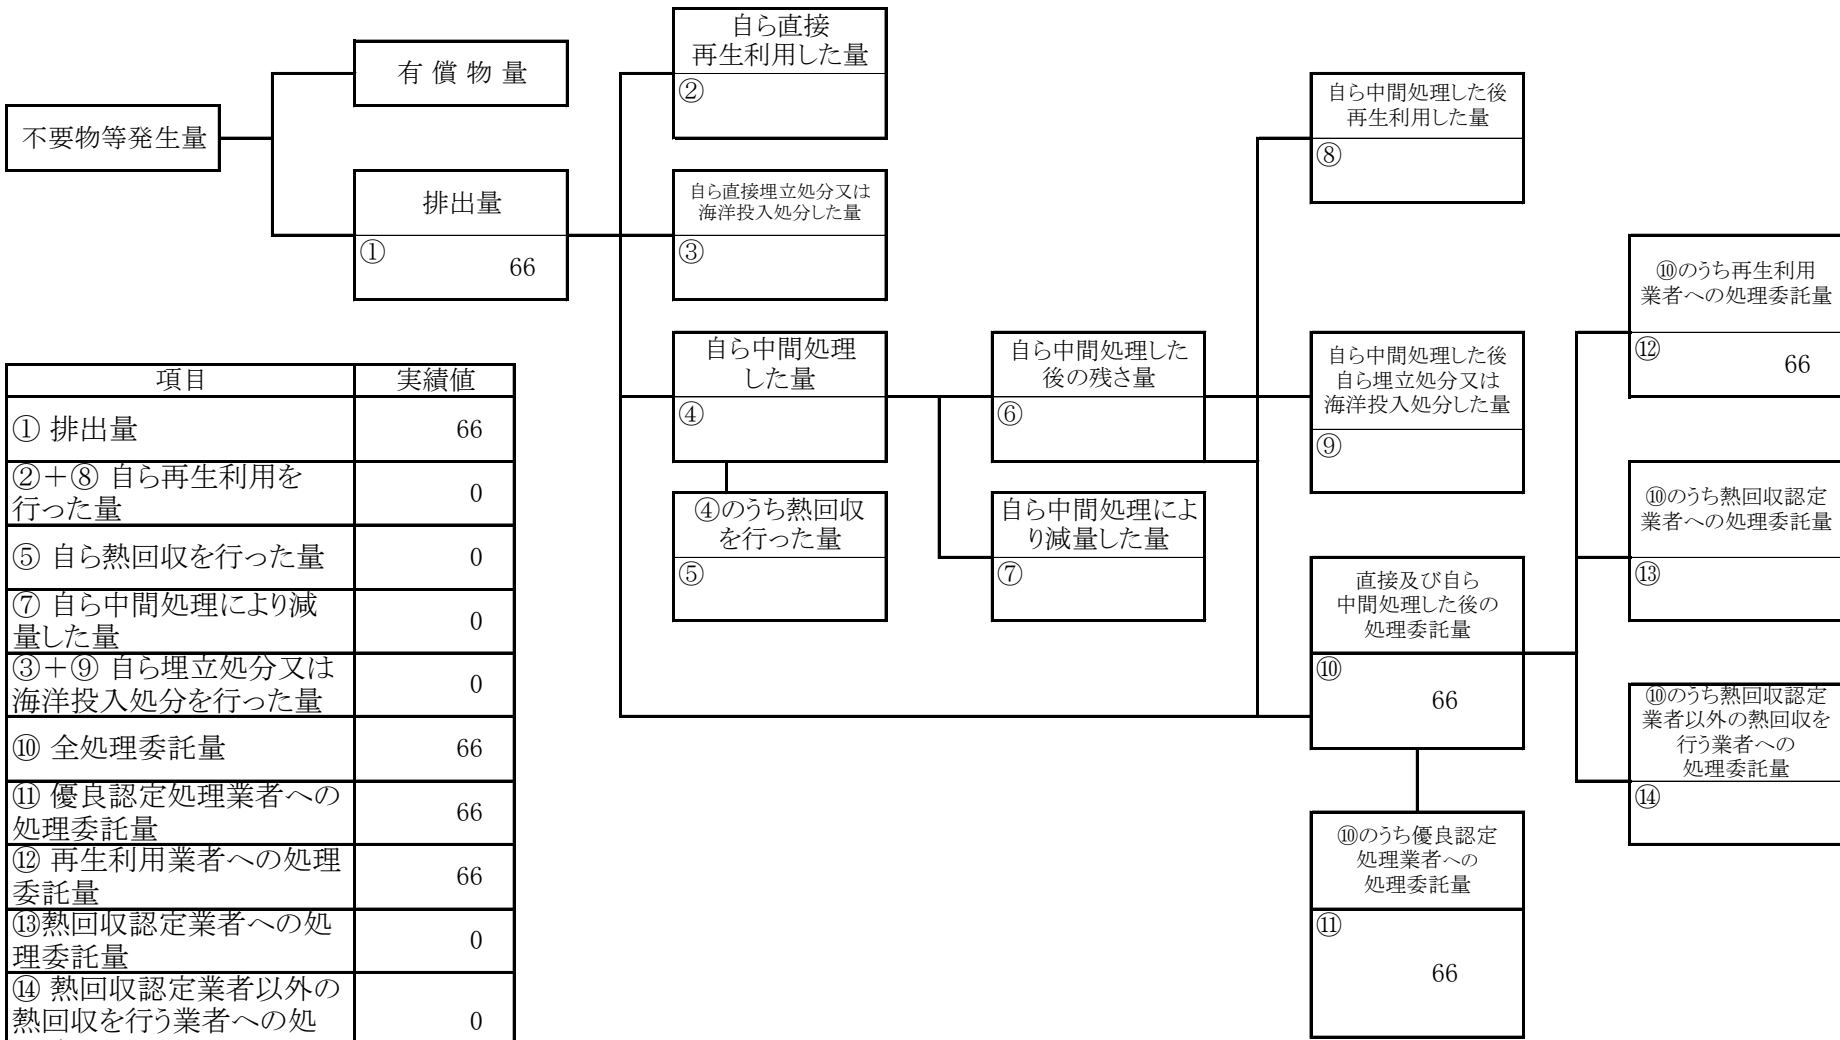 自ら直接
再生利用した量
②
有 償 物 量
不要物等発生量
排出量
①
66
自ら直接埋立処分又は
海洋投入処分した量
③
自ら中間処理
した量
④
④のうち熱回収
を行った量
⑤
自ら中間処理した
後の残さ量
⑥
自ら中間処理によ
り減量した量
⑦
自ら中間処理した後
再生利用した量
⑧
自ら中間処理した後
自ら埋立処分又は
海洋投入処分した量
⑨
直接及び自ら
中間処理した後の
処理委託量
⑩
66
⑩のうち優良認定
処理業者への
処理委託量
⑪
66
⑩のうち再生利用
業者への処理委託量
⑫
66
⑩のうち熱回収認定
業者への処理委託量
⑬
⑩のうち熱回収認定
業者以外の熱回収を
行う業者への
処理委託量
⑭
項目 実績値
① 排出量 66
②+⑧ 自ら再生利用を
行った量 0
⑤ 自ら熱回収を行った量 0
⑦ 自ら中間処理により減
量した量 0
③+⑨ 自ら埋立処分又は
海洋投入処分を行った量 0
⑩ 全処理委託量 66
⑪ 優良認定処理業者への
処理委託量 66
⑫ 再生利用業者への処理
委託量 66
⑬熱回収認定業者への処
理委託量 0
⑭ 熱回収認定業者以外の
熱回収を行う業者への処 0